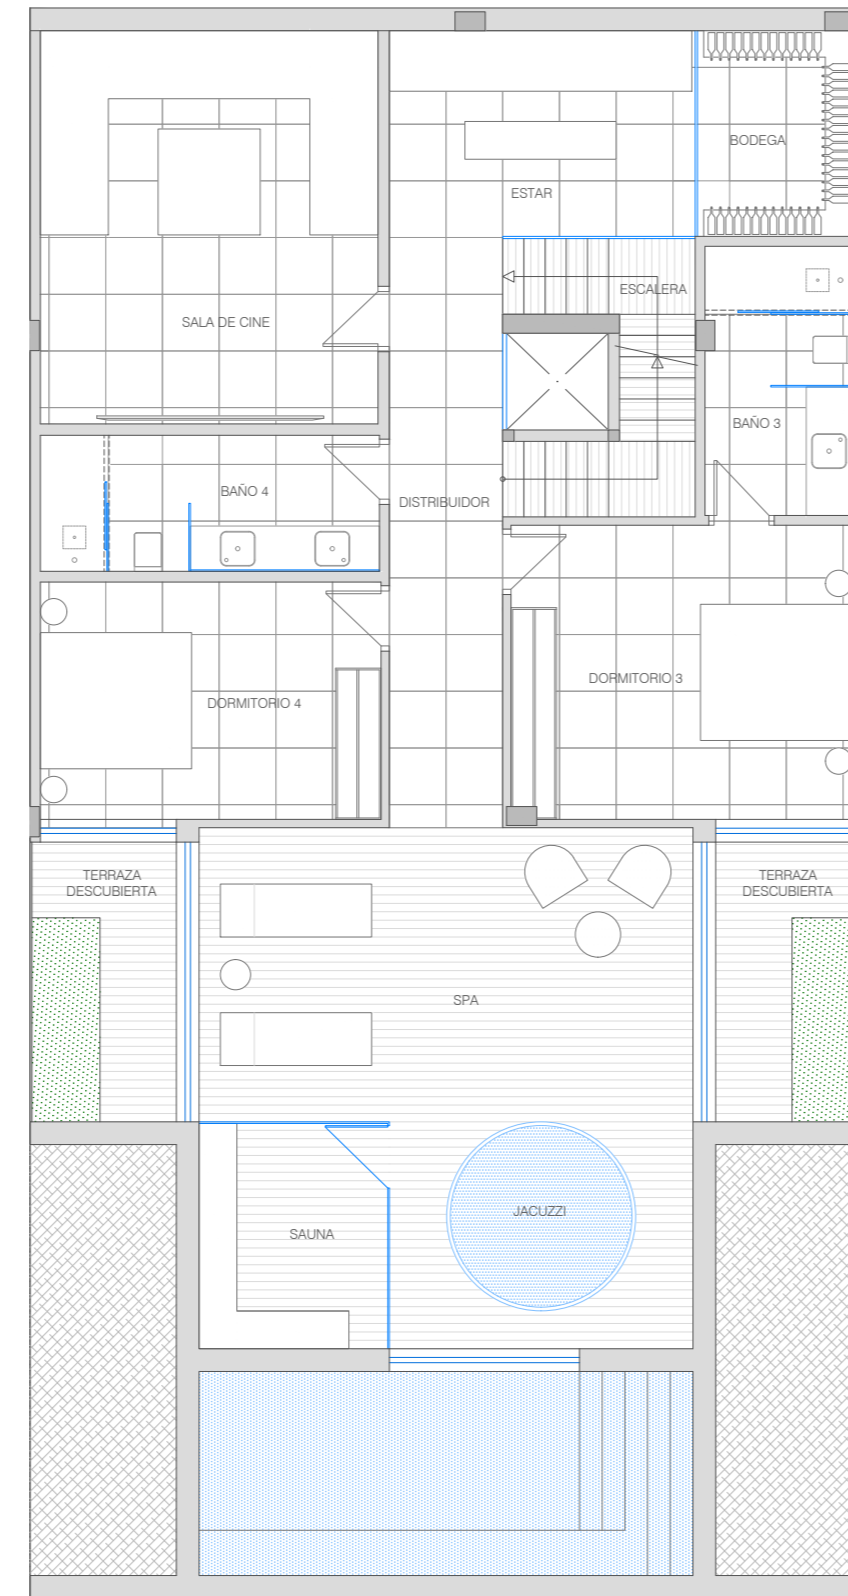 BODEGA
ESTAR
ESCALERA
SALA DE CINE
BAÑO 3
BAÑO 4
DISTRIBUIDOR
DORMITORIO 3
DORMITORIO 4
TERRAZA
DESCUBIERTA
TERRAZA
DESCUBIERTA
SPA
JACUZZI
SAUNA